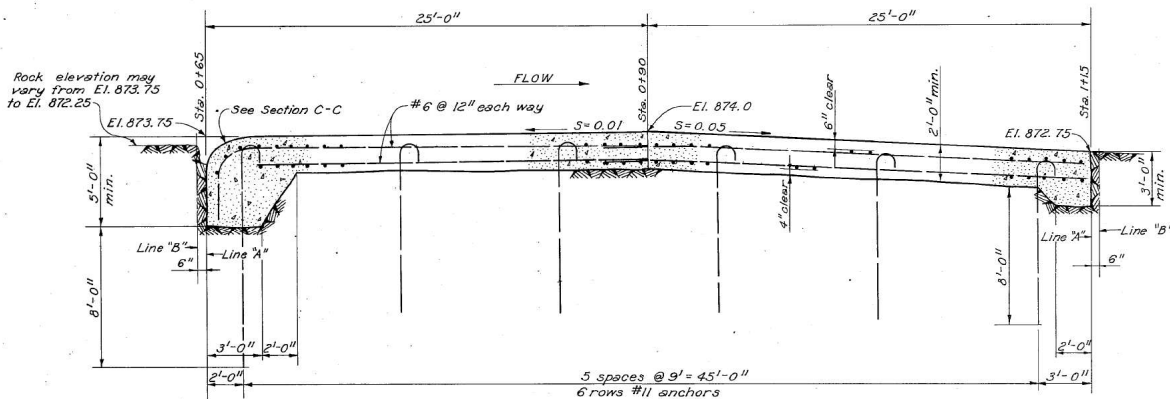 25'-0"
25'-0"
Rock elevation may
vary from El. 873.75
to El. 872.25
El. 873.75
Sta. 0+65
See Section C-C
FLOW
#6 @ 12" each way
Sta. 0+90
El. 874.0
S=0.01
S=0.05
6" clear
2'-0" min.
Sta. 1+15
El. 872.75
5'-0"
min.
3'-0"
min.
4" clear
Line "B"
Line "A"
6"
8'-0"
8'-0"
Line "A"
Line "B"
6"
3'-0"
2'-0"
2'-0"
2'-0"
5 spaces @ 9' = 45'-0"
6 rows #11 anchors
3'-0"